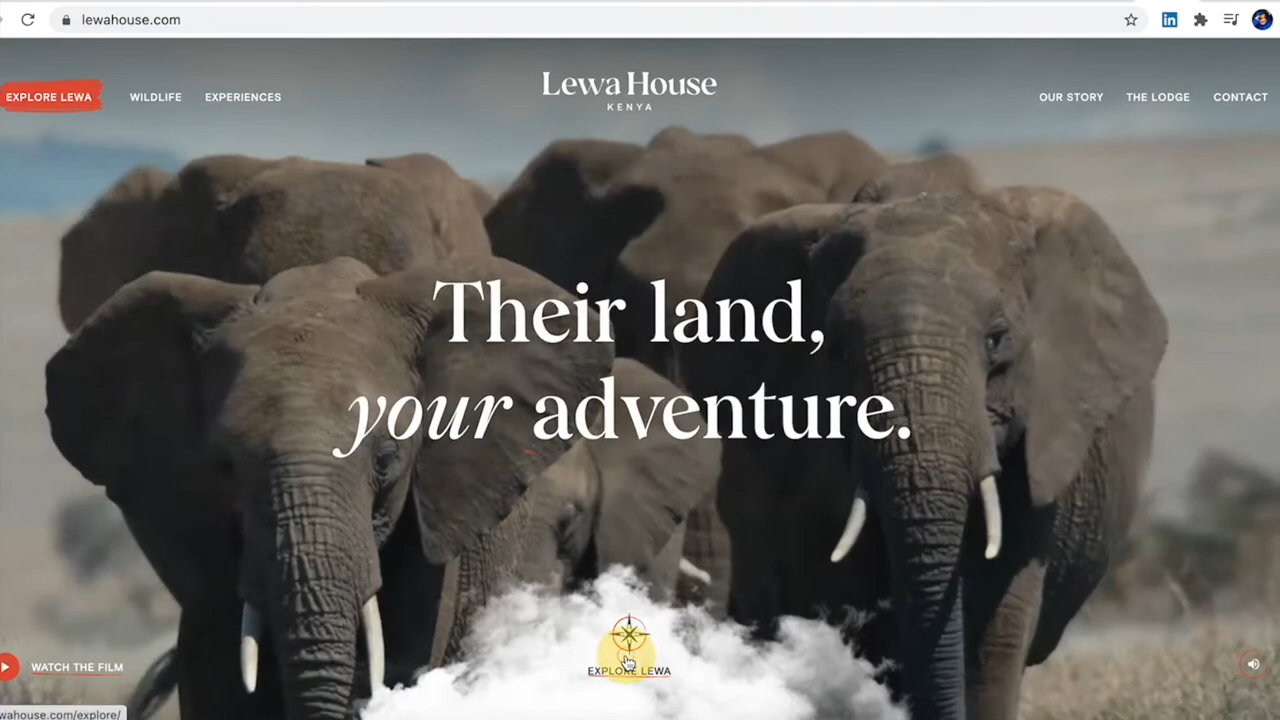 lewahouse.com
EXPLORE LEWA
WILDLIFE
EXPERIENCES
Lewa House
KENYA
OUR STORY
THE LODGE
CONTACT
Their land,
your adventure.
EXPLORE LEWA
WATCH THE FILM
wahouse.com/explore/